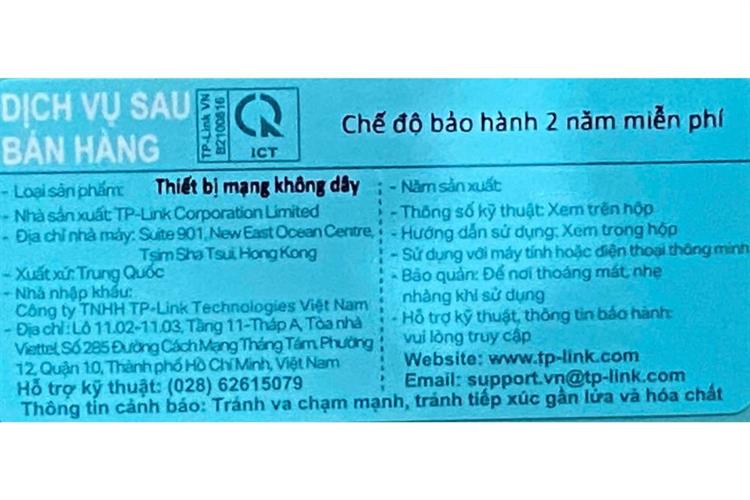 DỊCH VỤ SAU
BÁN HÀNG
TP-Link VN
B2100816
ICT
Chế độ bảo hành 2 năm miễn phí
- Loại sản phẩm: Thiết bị mạng không dây
- Nhà sản xuất: TP-Link Corporation Limited
- Địa chỉ nhà máy: Suite 901, New East Ocean Centre,
Tsim Sha Tsui, Hong Kong
- Xuất xứ: Trung Quốc
- Nhà nhập khẩu:
Công ty TNHH TP-Link Technologies Việt Nam
- Địa chỉ: Lô 11.02-11.03, Tầng 11-Tháp A, Tòa nhà
Viettel, Số 285 Đường Cách Mạng Tháng Tám, Phường
12, Quận 10, Thành phố Hồ Chí Minh, Việt Nam
Hỗ trợ kỹ thuật: (028) 62615079
- Năm sản xuất:
- Thông số kỹ thuật: Xem trên hộp
- Hướng dẫn sử dụng: Xem trong hộp
- Sử dụng với máy tính hoặc điện thoại thông minh
- Bảo quản: Để nơi thoáng mát, nhẹ
nhàng khi sử dụng
- Hỗ trợ kỹ thuật, thông tin bảo hành:
vui lòng truy cập
Website: www.tp-link.com
Email: support.vn@tp-link.com
Thông tin cảnh báo: Tránh va chạm mạnh, tránh tiếp xúc gần lửa và hóa chất